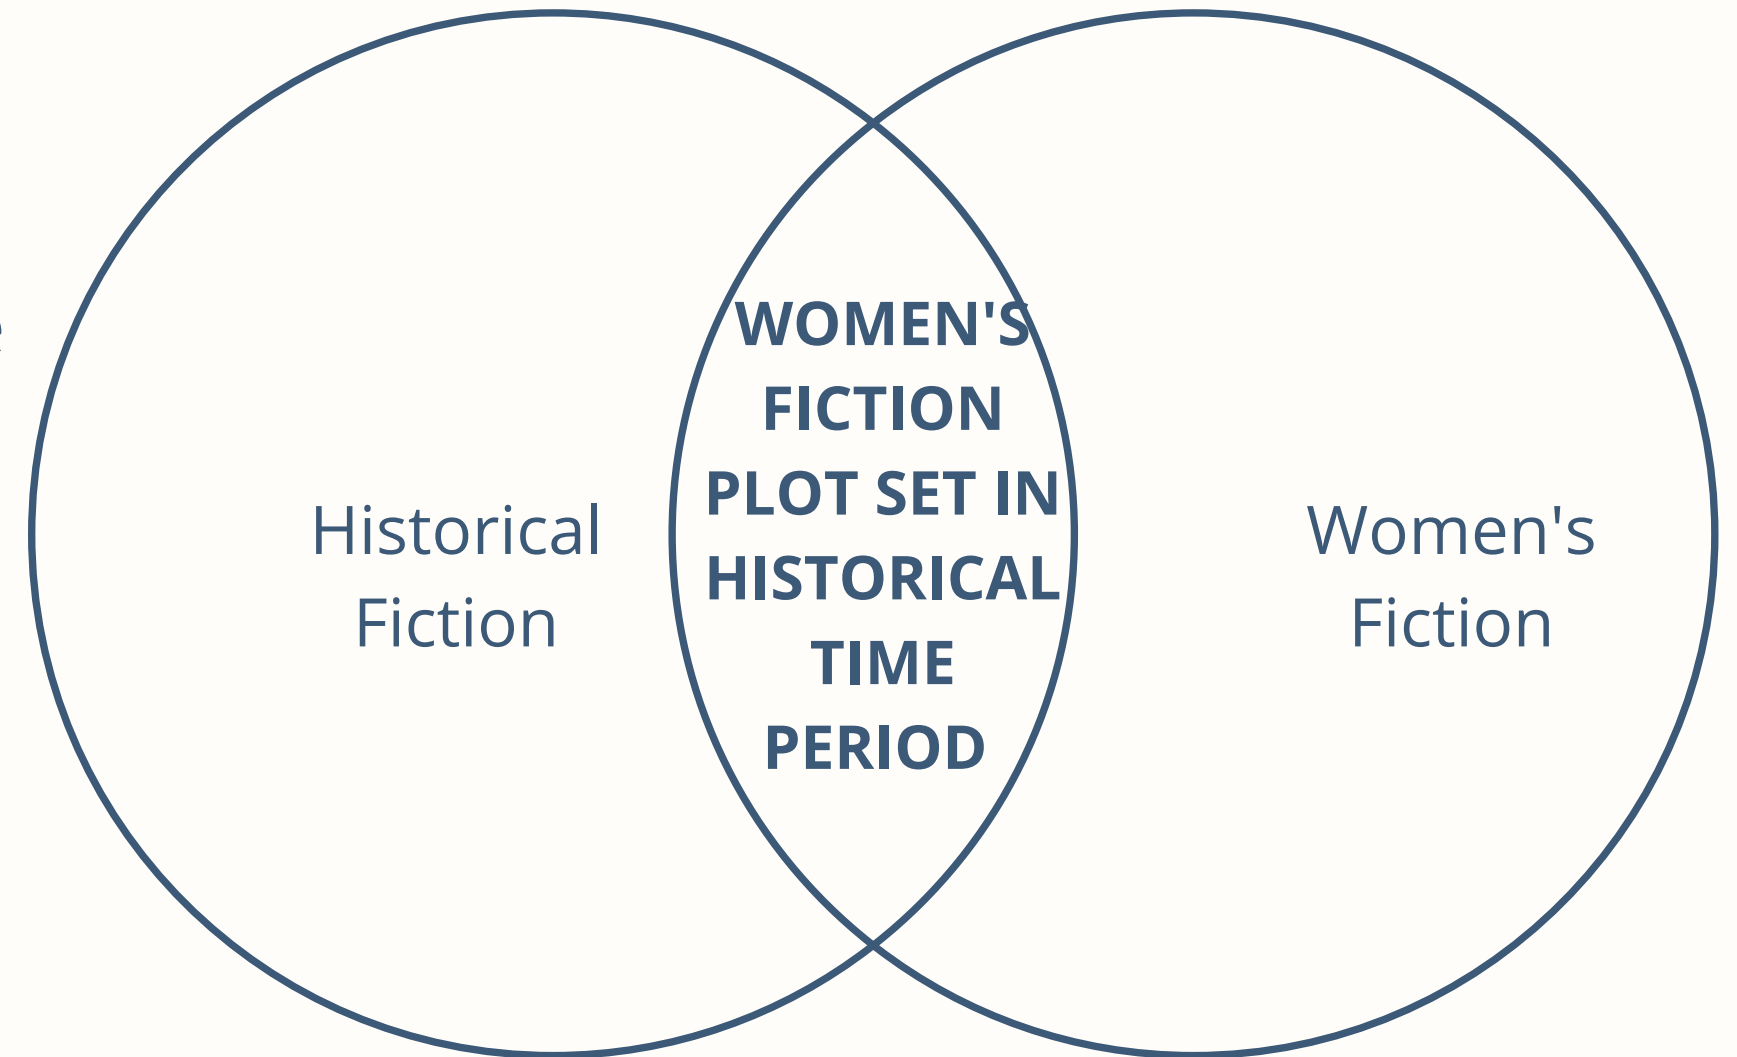 Historical
Fiction
WOMEN'S
FICTION
PLOT SET IN
HISTORICAL
TIME
PERIOD
Women's
Fiction